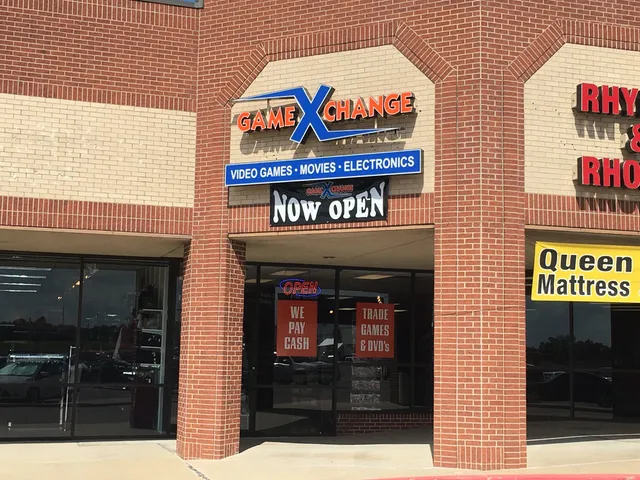 GAME X CHANGE
VIDEO GAMES • MOVIES • ELECTRONICS
GAME X CHANGE
NOW OPEN
OPEN
WE
PAY
CASH
TRADE
GAMES
& DVD's
RHY
&
RHO
Queen
Mattress